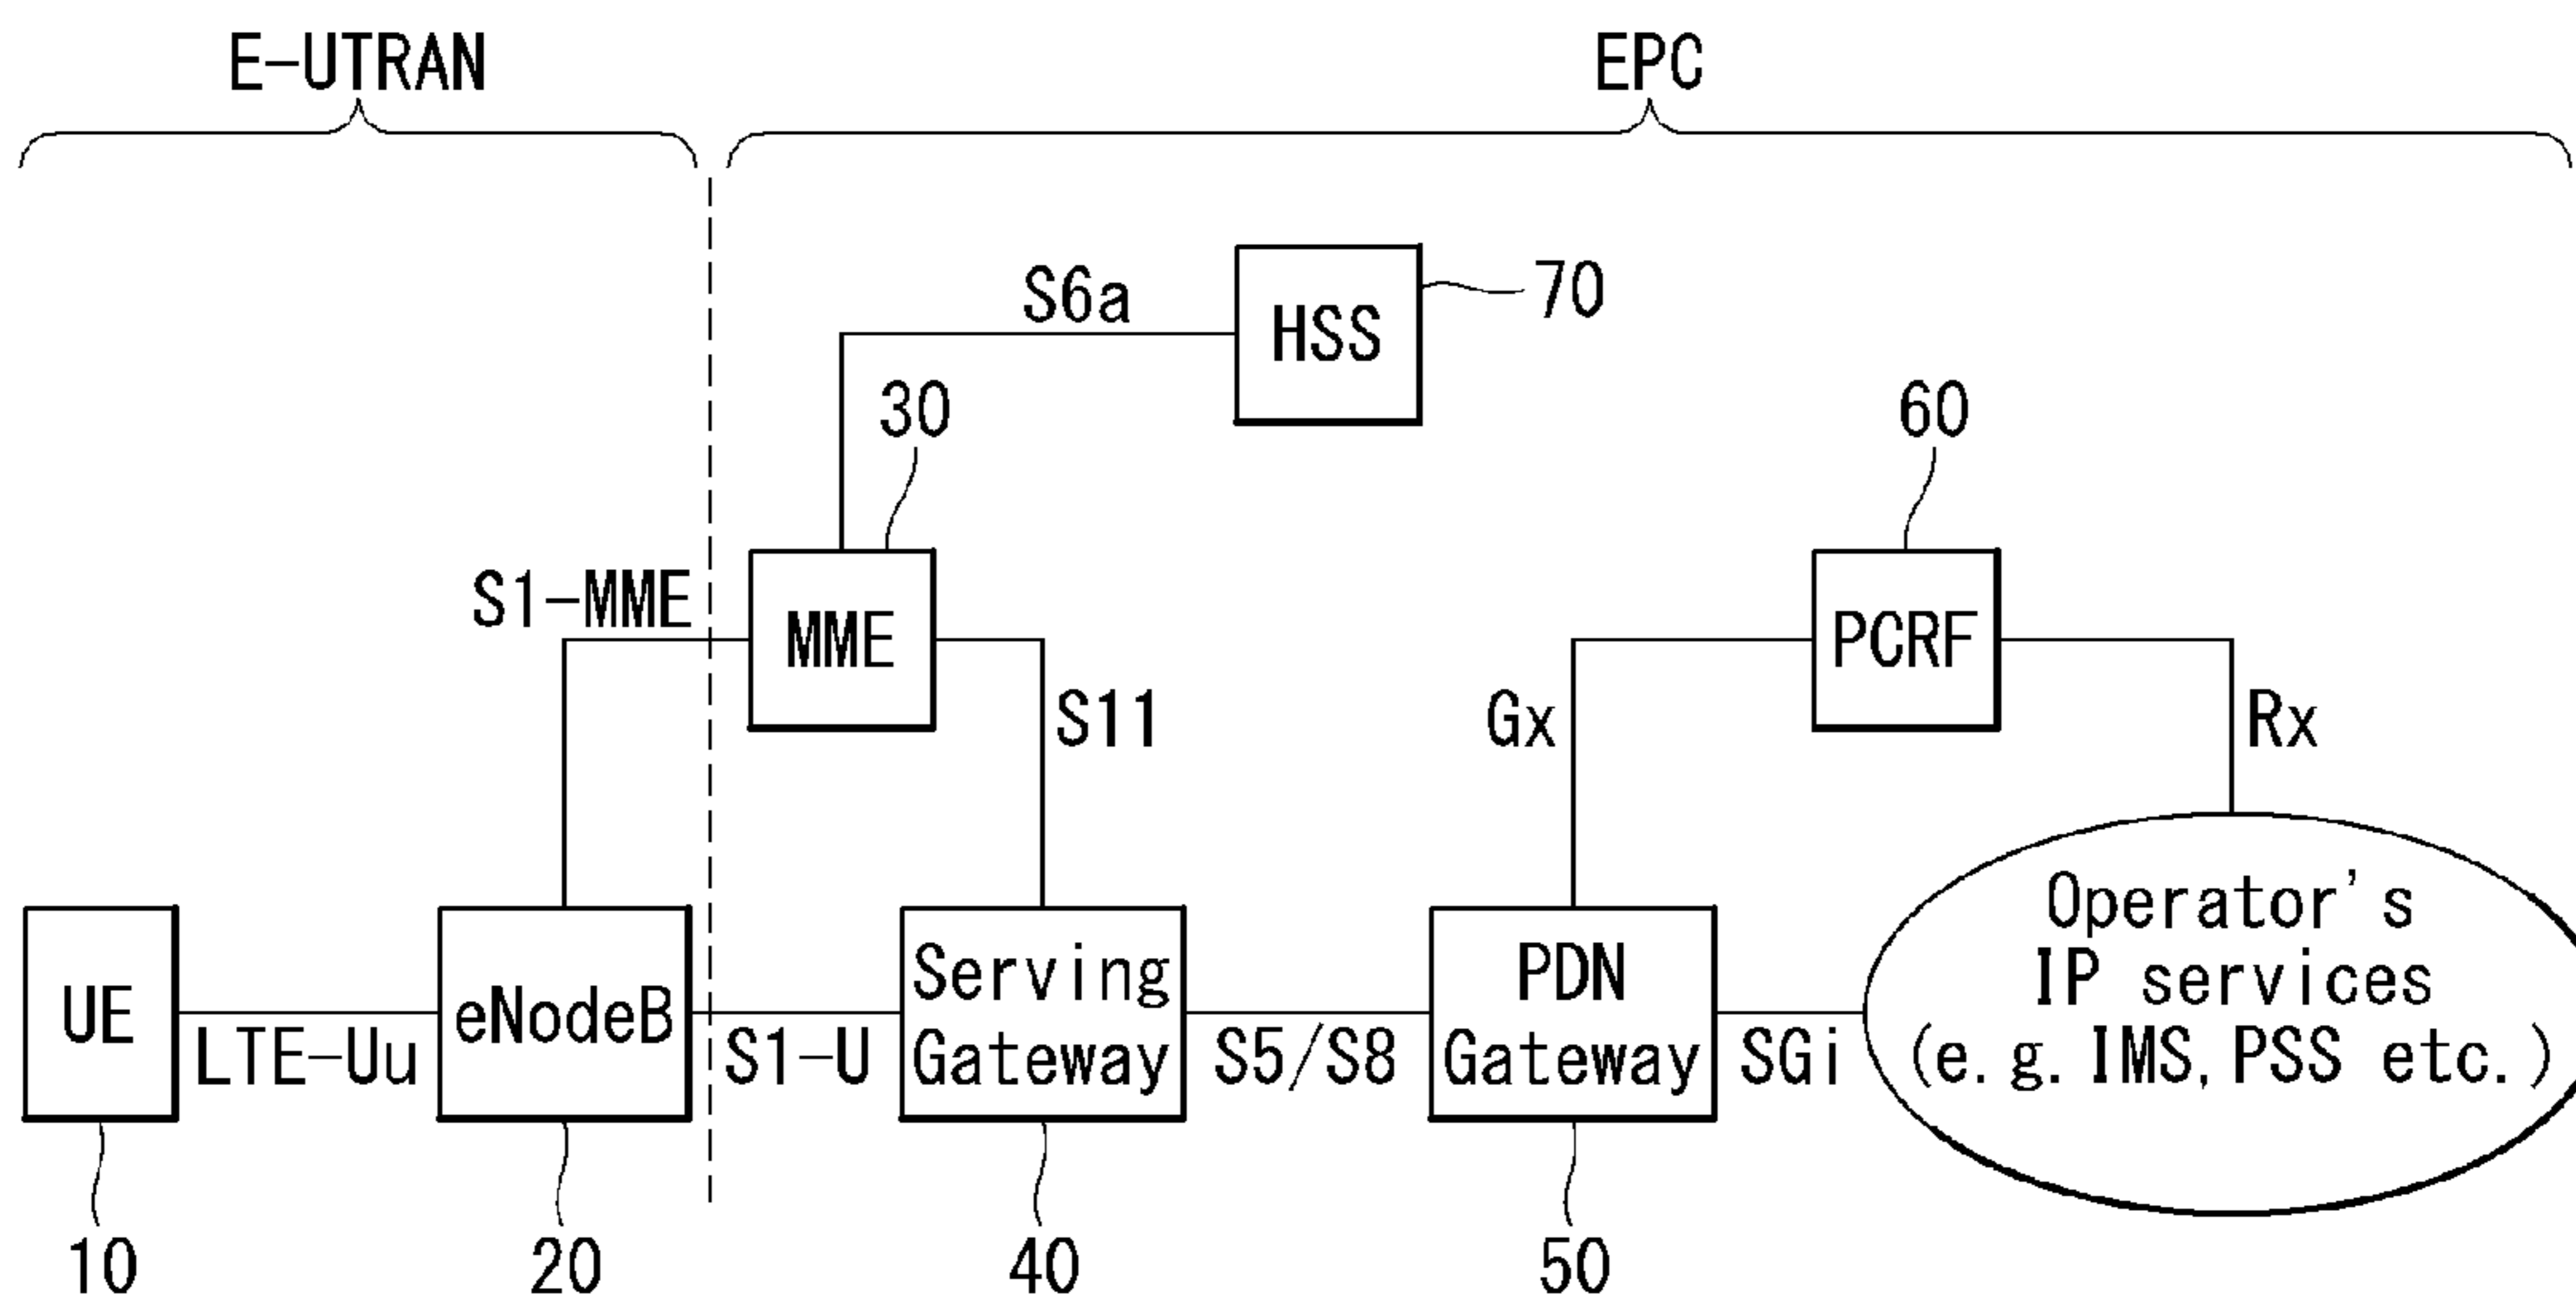 E-UTRAN
EPC
S6a
HSS
70
30
60
S1-MME
MME
S11
Gx
PCRF
Rx
UE
LTE-Uu
eNodeB
S1-U
Serving
Gateway
S5/S8
PDN
Gateway
SGi
Operator's
IP services
(e.g. IMS, PSS etc.)
10
20
40
50